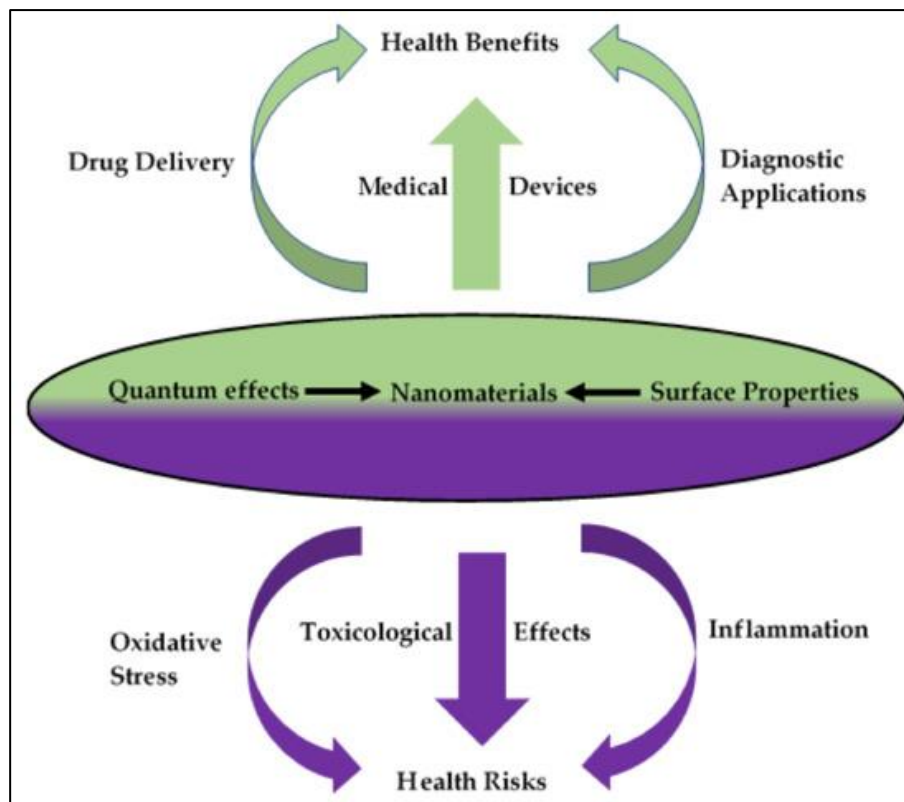 Health Benefits
Drug Delivery
Diagnostic
Applications
Medical Devices
Quantum effects Nanomaterials Surface Properties
Oxidative
Stress
Toxicological Effects
Inflammation
Health Risks